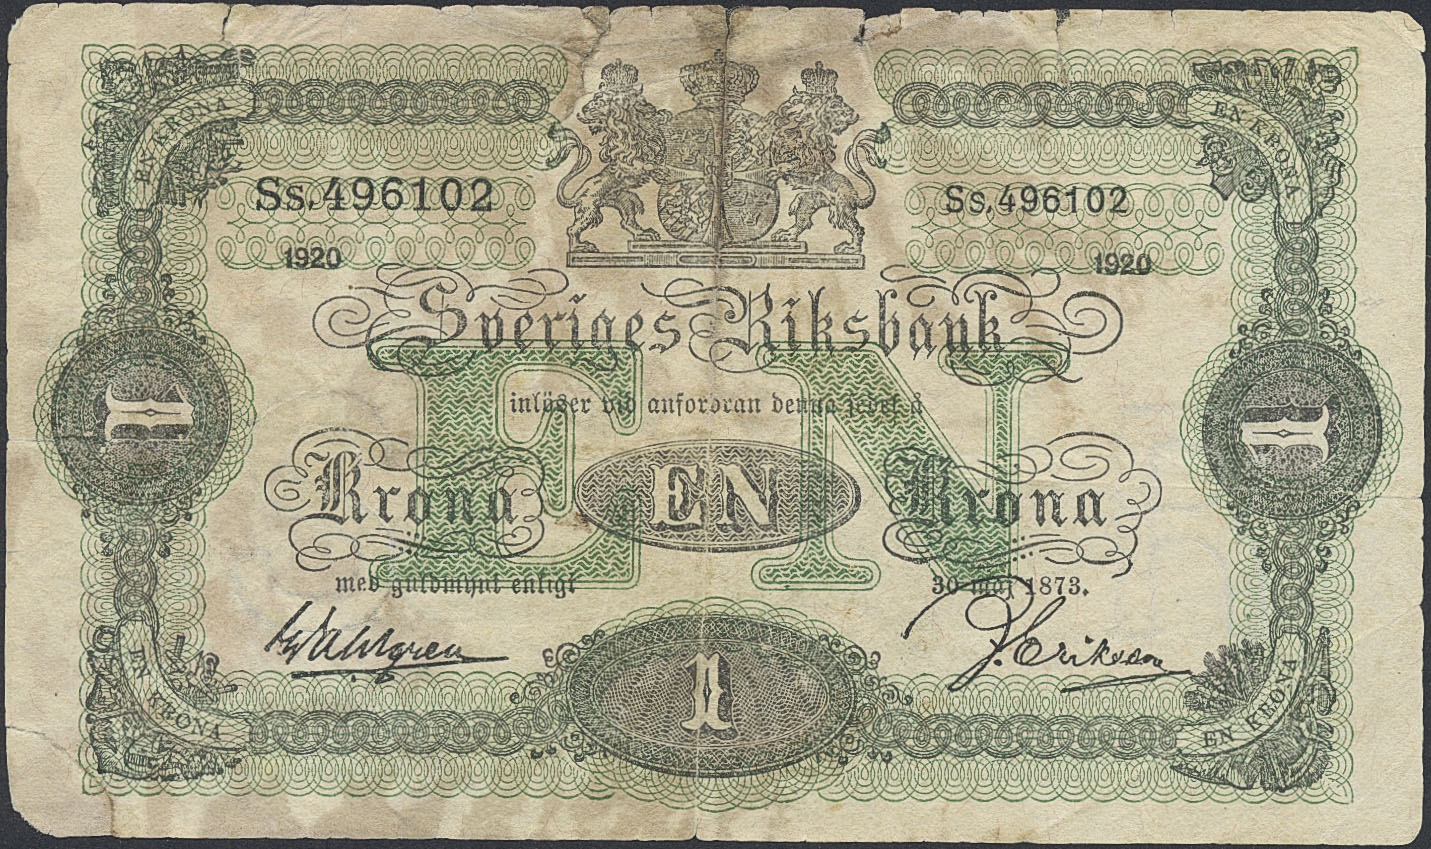 EN KRONA
EN KRONA
Ss.496102 Ss.496102
1920 1920
Sveriges Riksbank
inlöser vid anfordran denna sedel å
1 1
Krona EN Krona
EN
med guldmynt enligt 30 maj 1873.
J. Erikson
EN KRONA
1
EN KRONA